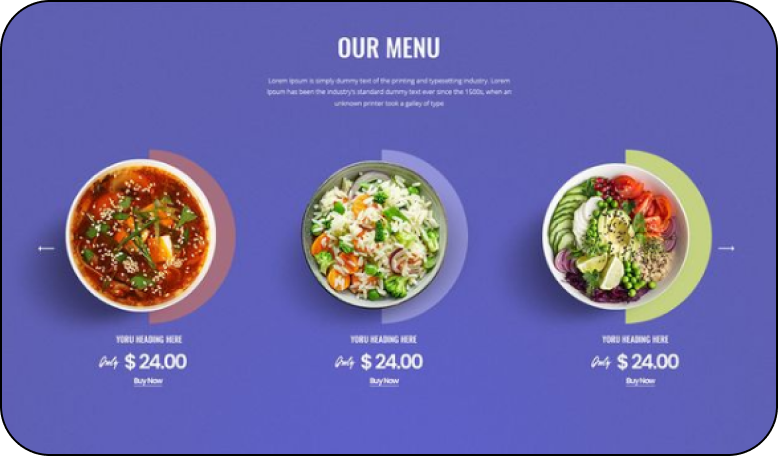 OUR MENU
Lorem Ipsum is simply dummy text of the printing and typesetting industry. Lorem
Ipsum has been the industry's standard dummy text ever since the 1500s, when an
unknown printer took a galley of type
YORU HEADING HERE
YORU HEADING HERE
YORU HEADING HERE
Only $ 24.00
Only $ 24.00
Only $ 24.00
Buy Now
Buy Now
Buy Now